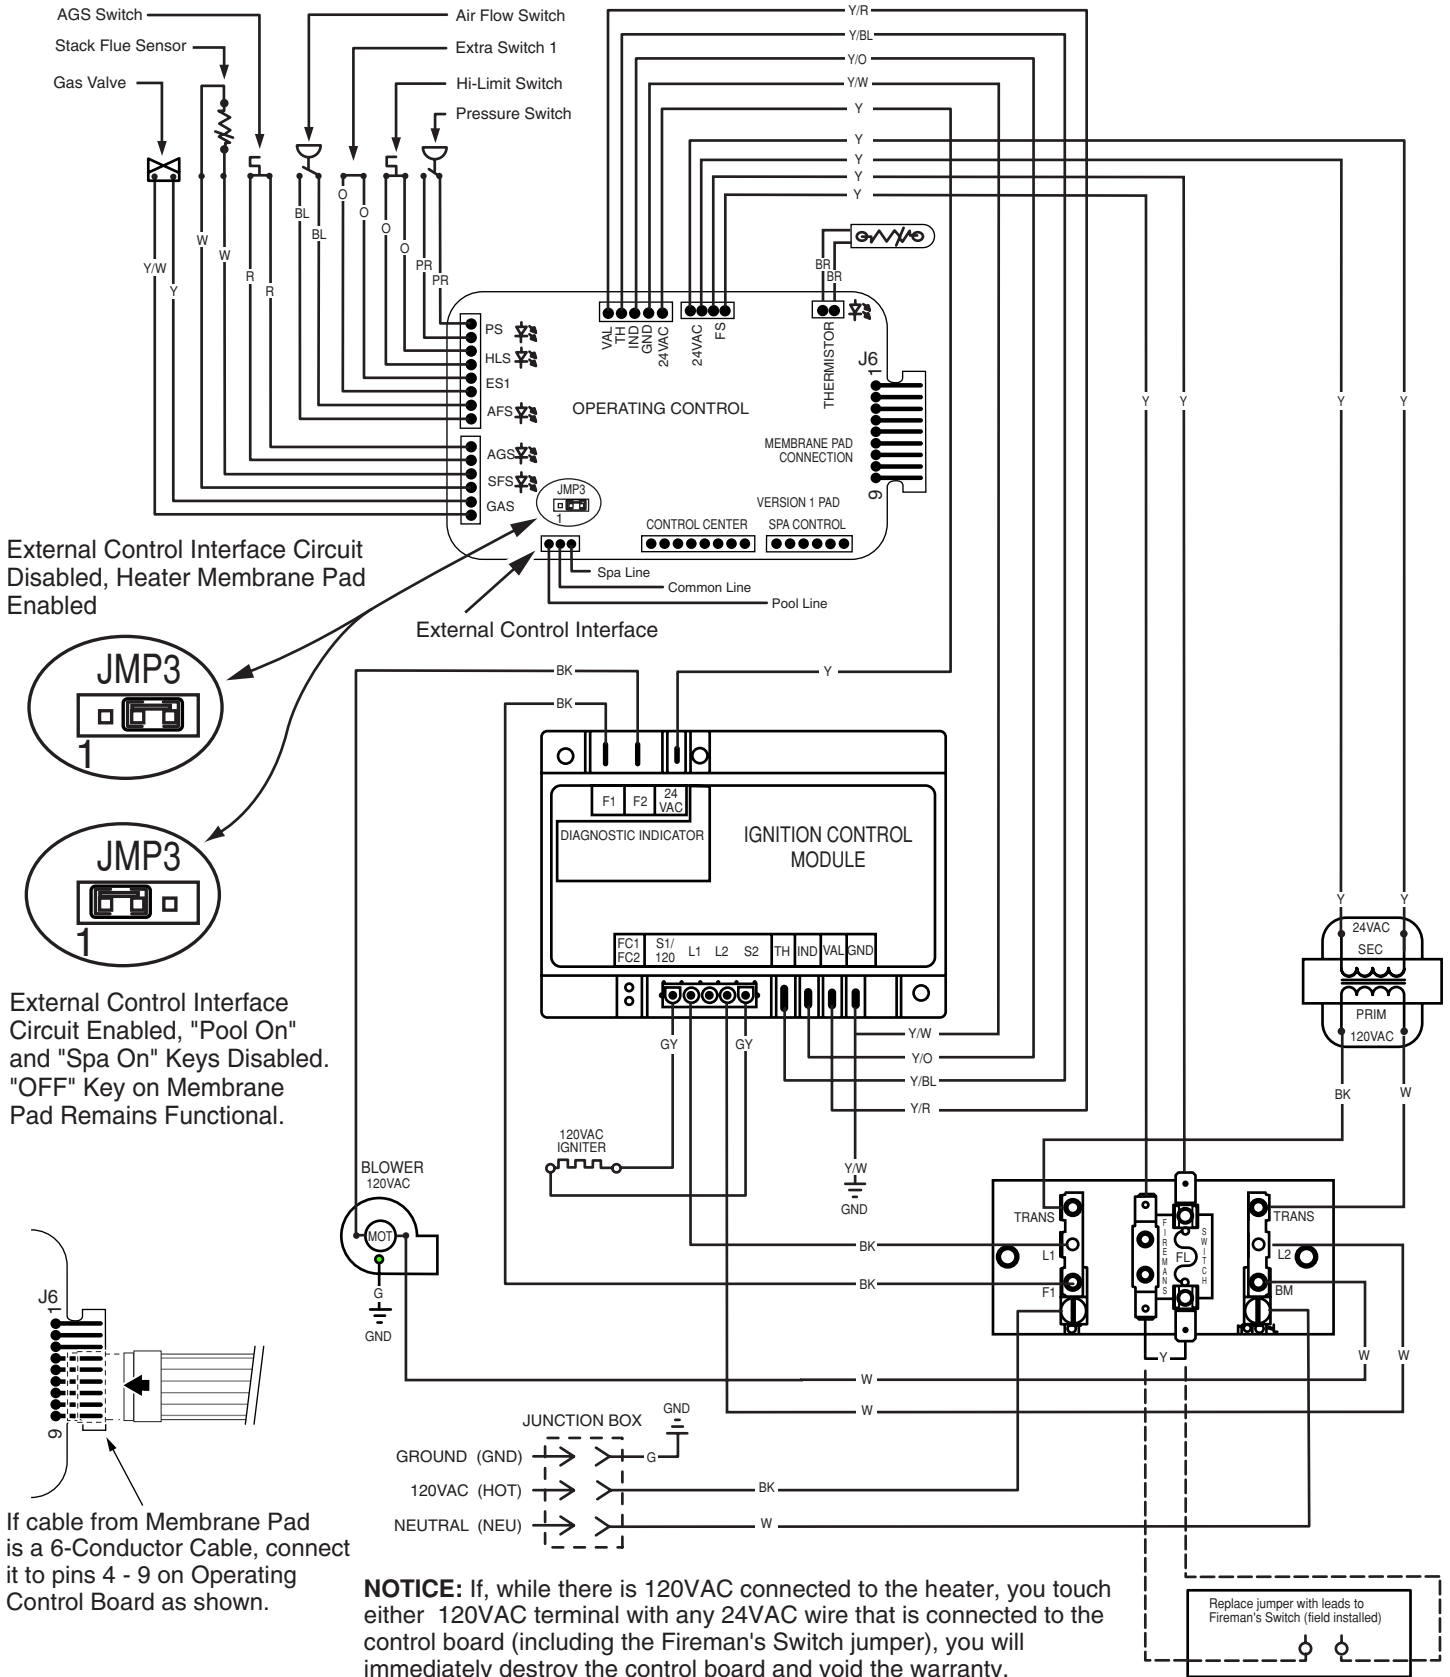 AGS Switch
Stack Flue Sensor
Gas Valve
Air Flow Switch
Extra Switch 1
Hi-Limit Switch
Pressure Switch
Y/R
Y/BL
Y/O
Y/W
Y
Y
Y
Y
Y
Y/W
Y
W
W
R
R
BL
BL
O
O
O
O
PR
PR
BR
BR
PS
HLS
ES1
AFS
AGS
SFS
GAS
VAL
TH
IND
GND
24VAC
24VAC
FS
THERMISTOR
J6
1
9
OPERATING CONTROL
MEMBRANE PAD
CONNECTION
VERSION 1 PAD
JMP3
1
CONTROL CENTER
SPA CONTROL
Spa Line
Common Line
Pool Line
External Control Interface
External Control Interface Circuit
Disabled, Heater Membrane Pad
Enabled
JMP3
1
JMP3
1
External Control Interface
Circuit Enabled, "Pool On"
and "Spa On" Keys Disabled.
"OFF" Key on Membrane
Pad Remains Functional.
Y
Y
Y
Y
BK
BK
Y
F1
F2
24
VAC
DIAGNOSTIC INDICATOR
IGNITION CONTROL
MODULE
FC1
FC2
S1/
120
L1
L2
S2
TH
IND
VAL
GND
GY
GY
Y/W
Y/O
Y/BL
Y/R
Y/W
GND
120VAC
IGNITER
Y
Y
24VAC
SEC
PRIM
120VAC
BK
W
BLOWER
120VAC
MOT
G
GND
BK
BK
TRANS
L1
F1
FIREMANS
FL
SWITCH
TRANS
L2
BM
Y
W
W
W
W
J6
1
9
If cable from Membrane Pad
is a 6-Conductor Cable, connect
it to pins 4 - 9 on Operating
Control Board as shown.
JUNCTION BOX
GND
GROUND (GND)
G
120VAC (HOT)
BK
NEUTRAL (NEU)
W
NOTICE: If, while there is 120VAC connected to the heater, you touch
either 120VAC terminal with any 24VAC wire that is connected to the
control board (including the Fireman's Switch jumper), you will
immediately destroy the control board and void the warranty.
Replace jumper with leads to
Fireman's Switch (field installed)